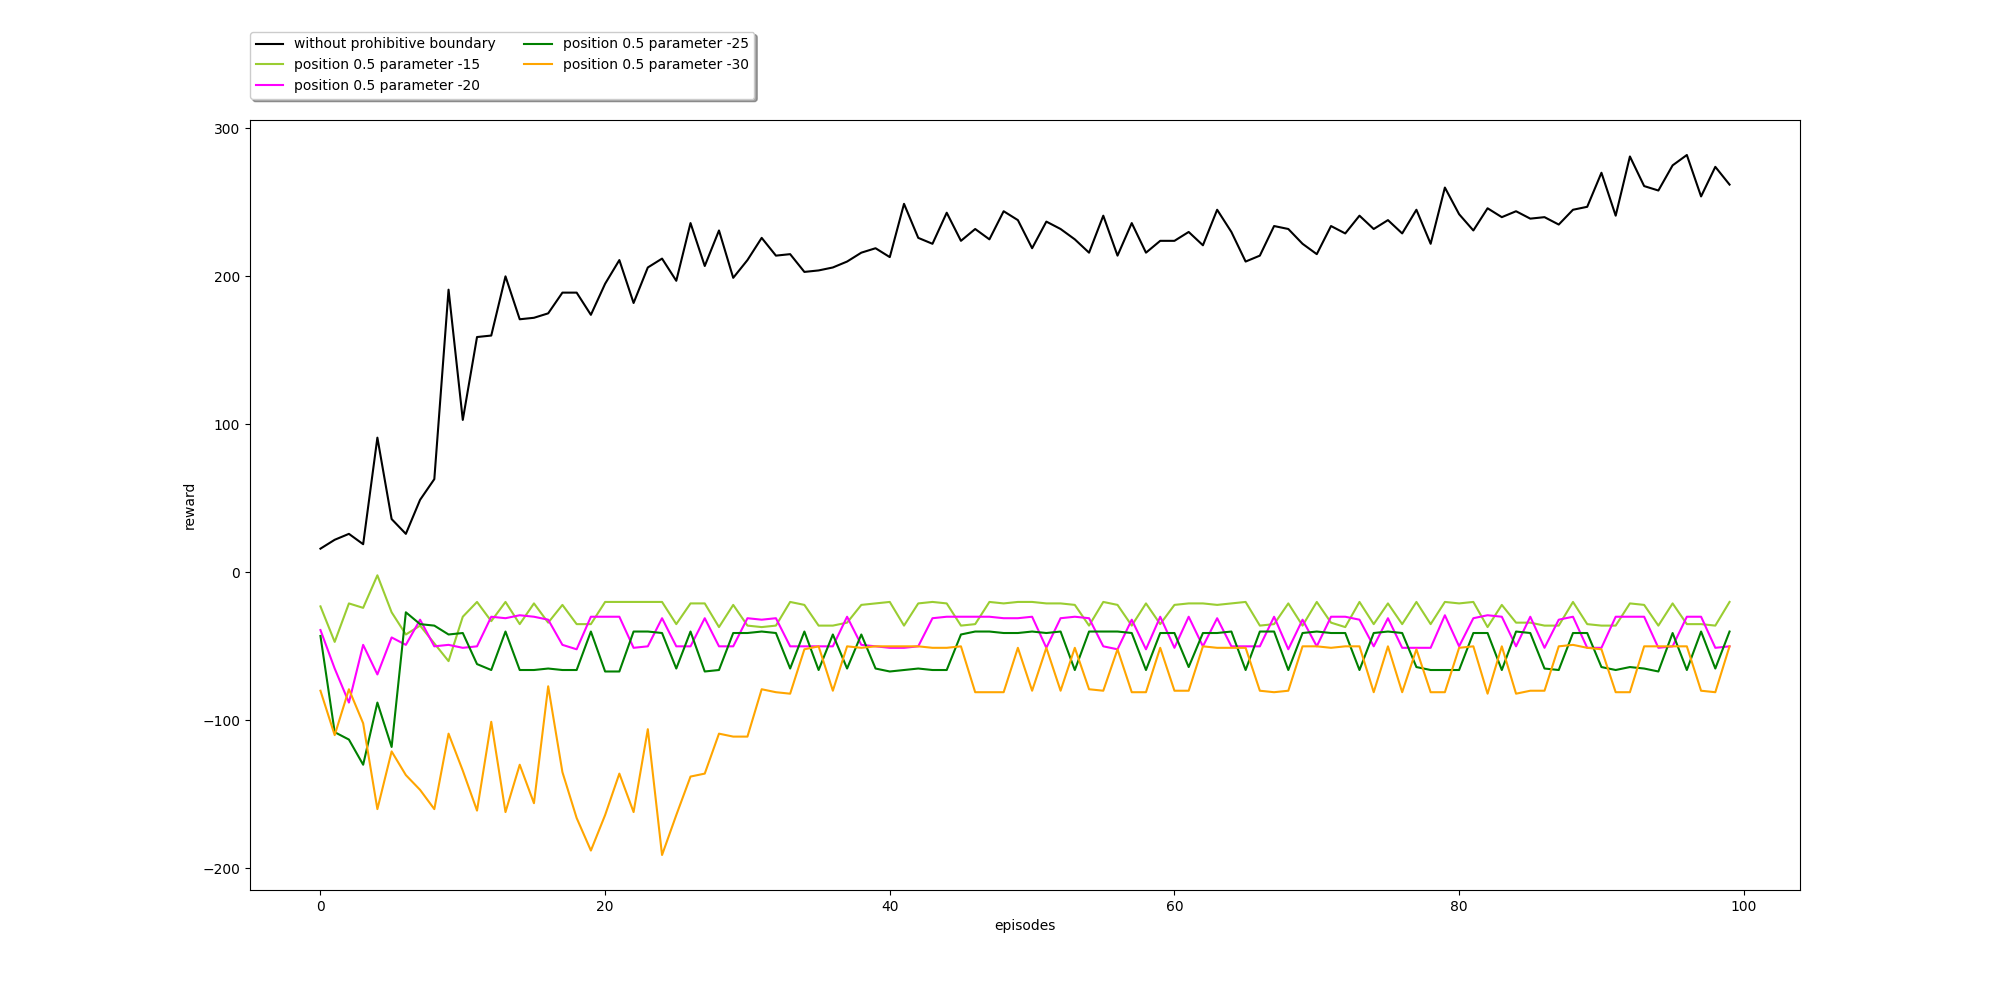 without prohibitive boundary
position 0.5 parameter -15
position 0.5 parameter -20
position 0.5 parameter -25
position 0.5 parameter -30
300
200
100
0
−100
−200
reward
0 20 40 60 80 100
episodes